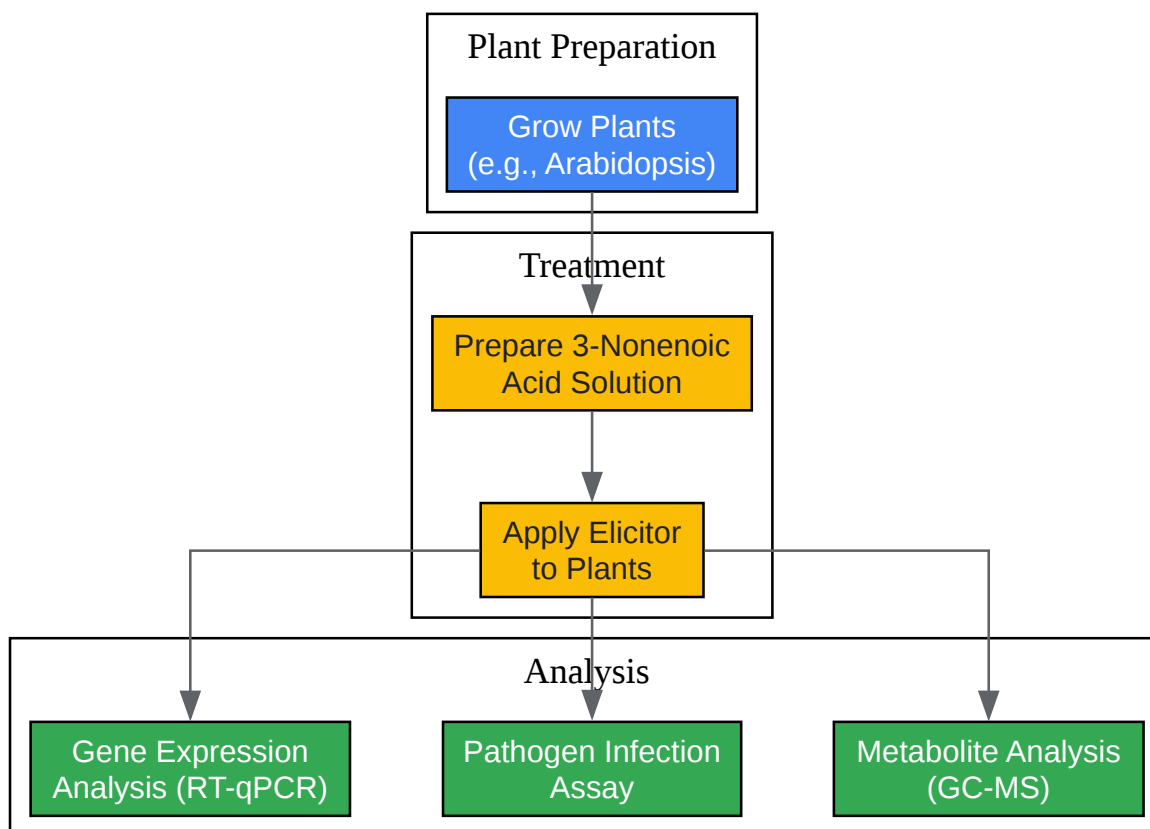 Plant Preparation
Grow Plants
(e.g., Arabidopsis)
Treatment
Prepare 3-Nonenoic
Acid Solution
Apply Elicitor
to Plants
Analysis
Gene Expression
Analysis (RT-qPCR)
Pathogen Infection
Assay
Metabolite Analysis
(GC-MS)